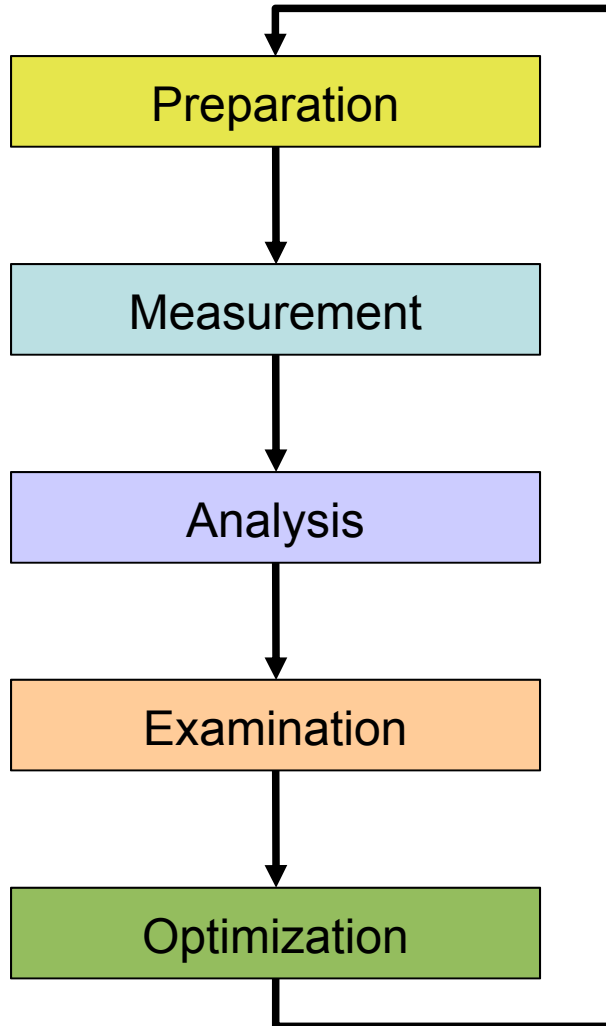 Preparation
Measurement
Analysis
Examination
Optimization